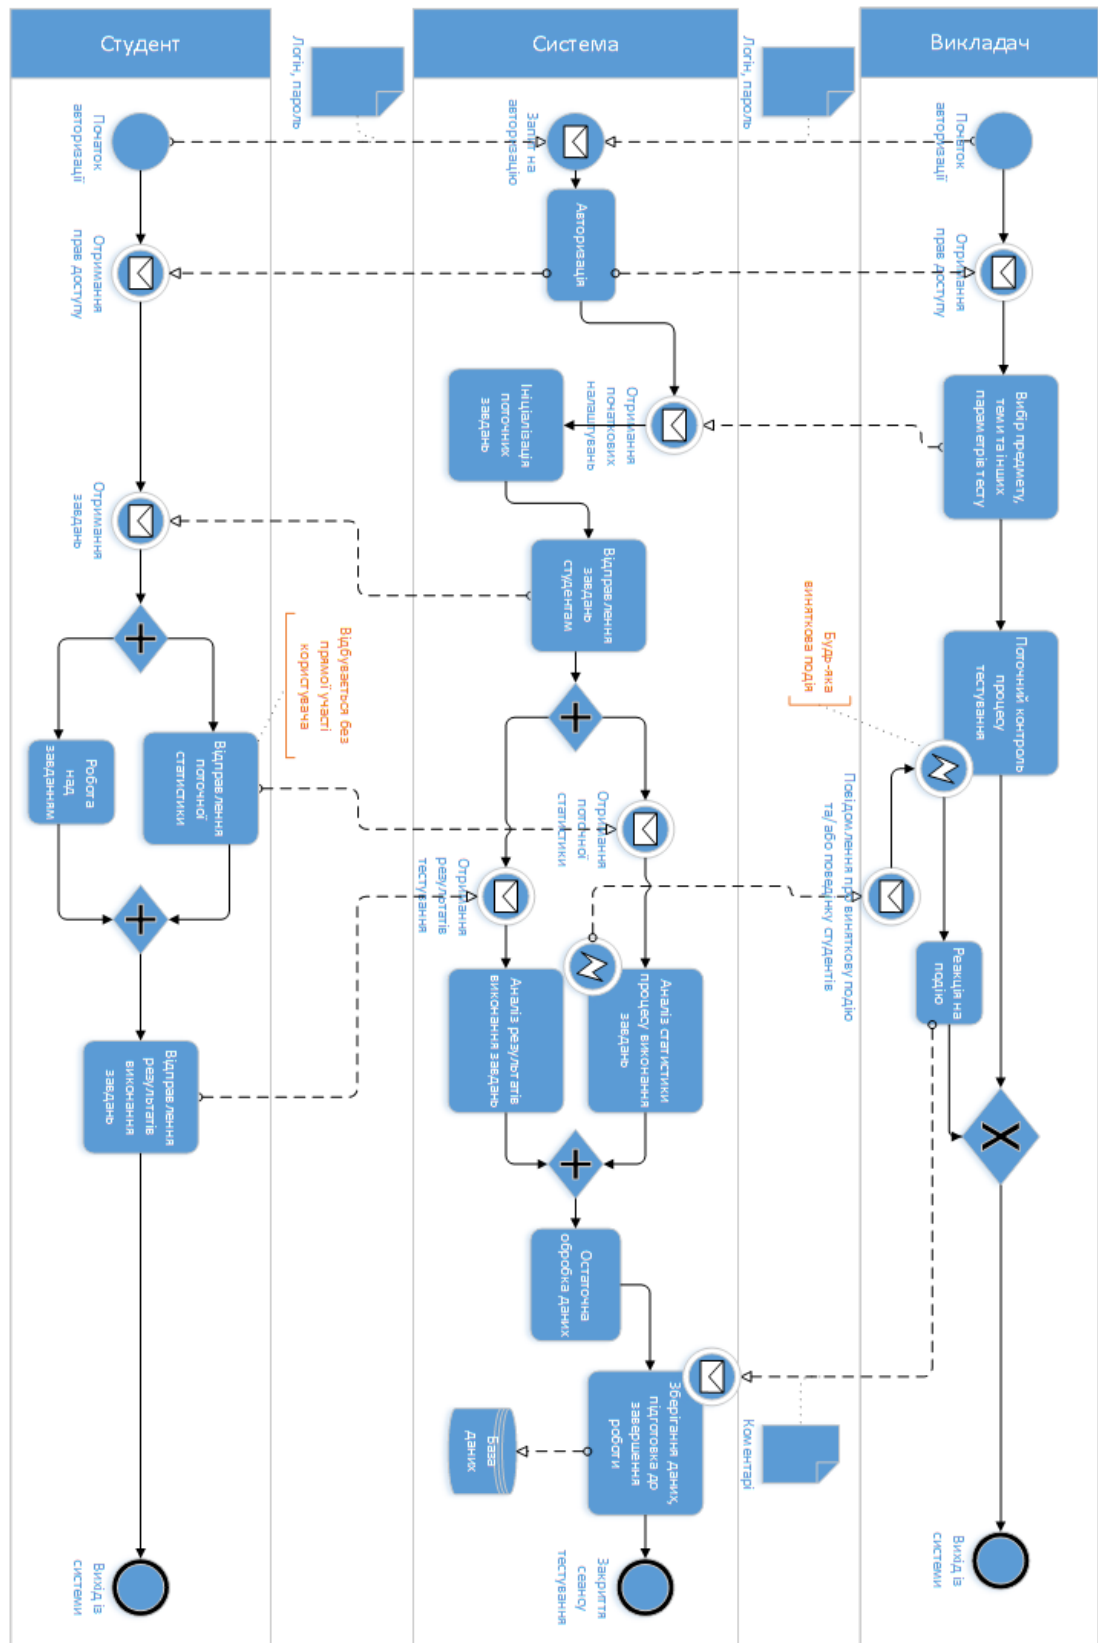 Студент
Система
Викладач
Логін, пароль
Логін, пароль
Початок
авторизації
Запит на
авторизацію
Початок
авторизації
Авторизація
Отримання
прав доступу
Отримання
прав доступу
Вибір предмету,
теми та інших
параметрів тесту
Отримання
початкових
налаштувань
Ініціалізація
поточних
завдань
Отримання
завдань
Відправлення
завдань
студентам
Будь-яка
виняткова подія
Поточний контроль
процесу
тестування
Відбувається без
прямої участі
користувача
Робота
над
завданням
Відправлення
поточної
статистики
Отримання
поточної
статистики
Отримання
результатів
тестування
Повідомлення про виняткову подію
та/або поведінку студентів
Реакція на
подію
Аналіз статистики
процесу виконання
завдань
Аналіз результатів
виконання завдань
Відправлення
результатів
виконання
завдань
Остаточна
обробка даних
Зберігання даних,
підготовка до
завершення
роботи
База
даних
Коментарі
Вихід із
системи
Закриття
сеансу
тестування
Вихід із
системи